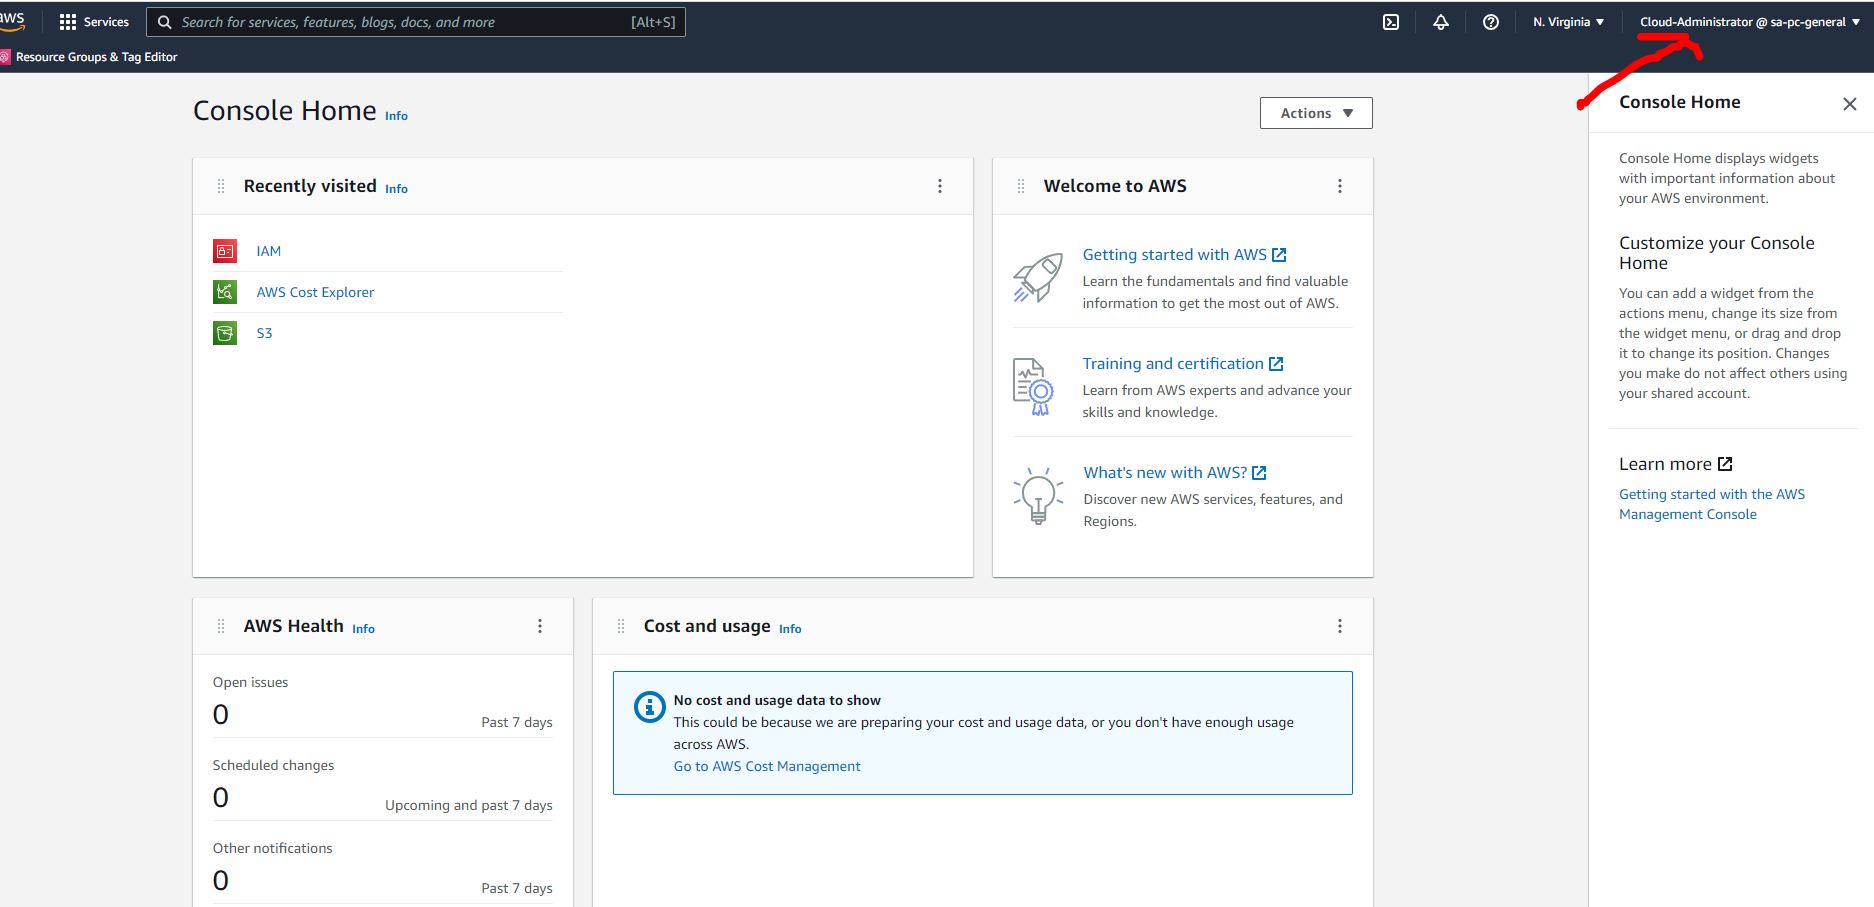 aws
Services
Search for services, features, blogs, docs, and more
[Alt+S]
N. Virginia
Cloud-Administrator @ sa-pc-general
Resource Groups & Tag Editor
Console Home Info
Actions
Recently visited Info
IAM
AWS Cost Explorer
S3
Welcome to AWS
Getting started with AWS
Learn the fundamentals and find valuable
information to get the most out of AWS.
Training and certification
Learn from AWS experts and advance your
skills and knowledge.
What's new with AWS?
Discover new AWS services, features, and
Regions.
AWS Health Info
Open issues
0
Past 7 days
Scheduled changes
0
Upcoming and past 7 days
Other notifications
0
Past 7 days
Cost and usage Info
No cost and usage data to show
This could be because we are preparing your cost and usage data, or you don't have enough usage
across AWS.
Go to AWS Cost Management
Console Home
Console Home displays widgets
with important information about
your AWS environment.
Customize your Console
Home
You can add a widget from the
actions menu, change its size from
the widget menu, or drag and drop
it to change its position. Changes
you make do not affect others using
your shared account.
Learn more
Getting started with the AWS
Management Console